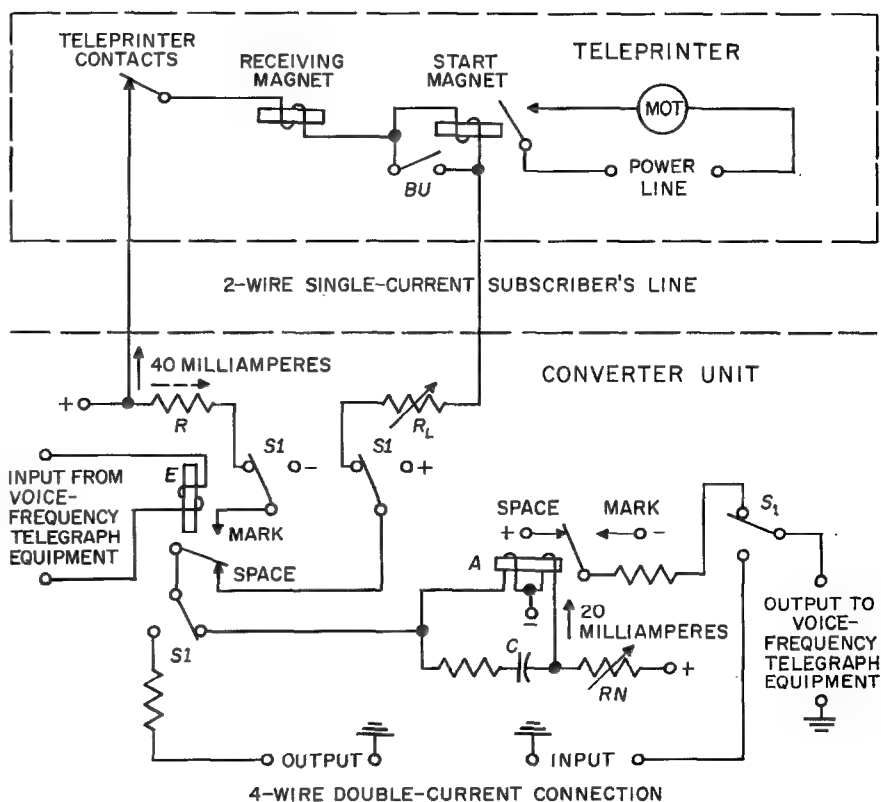 TELEPRINTER
CONTACTS
RECEIVING
MAGNET
START
MAGNET
TELEPRINTER
MOT
BU
POWER
LINE
2-WIRE SINGLE-CURRENT SUBSCRIBER'S LINE
40 MILLIAMPERES
CONVERTER UNIT
+
R
S1
-
R_L
S1
+
E
INPUT FROM
VOICE-
FREQUENCY
TELEGRAPH
EQUIPMENT
MARK
SPACE
SPACE
MARK
+
-
S1
A
-
20
MILLIAMPERES
C
RN
+
OUTPUT TO
VOICE-
FREQUENCY
TELEGRAPH
EQUIPMENT
S1
OUTPUT
INPUT
4-WIRE DOUBLE-CURRENT CONNECTION